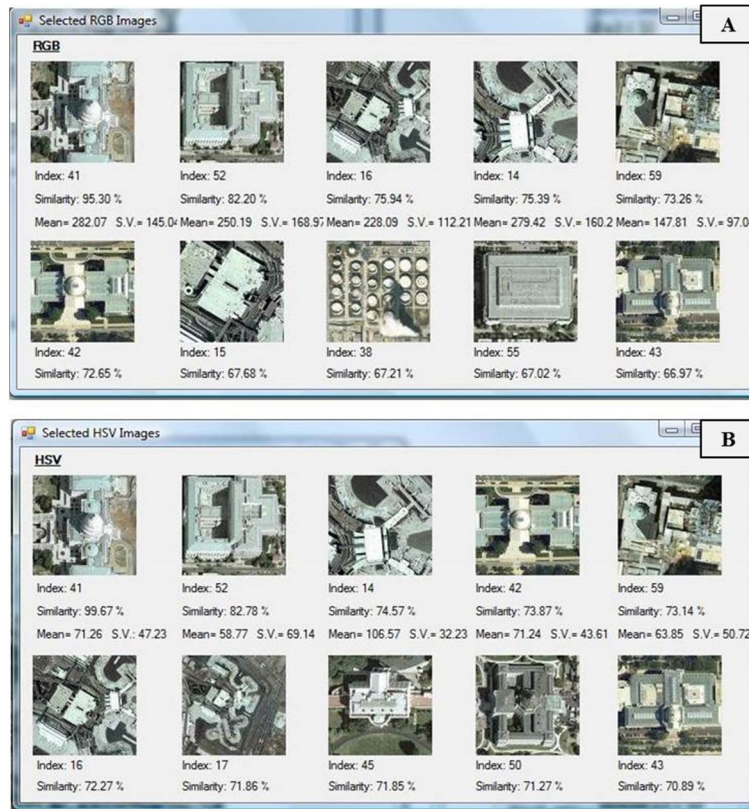 Selected RGB Images
A
RGB
Index: 41
Index: 52
Index: 16
Index: 14
Index: 59
Similarity: 95.30 %
Similarity: 82.20 %
Similarity: 75.94 %
Similarity: 75.39 %
Similarity: 73.26 %
Mean= 282.07 S.V.= 145.04
Mean= 250.19 S.V.= 168.97
Mean= 228.09 S.V.= 112.21
Mean= 279.42 S.V.= 160.2
Mean= 147.81 S.V.= 97.0
Index: 42
Index: 15
Index: 38
Index: 55
Index: 43
Similarity: 72.65 %
Similarity: 67.68 %
Similarity: 67.21 %
Similarity: 67.02 %
Similarity: 66.97 %
Selected HSV Images
B
HSV
Index: 41
Index: 52
Index: 14
Index: 42
Index: 59
Similarity: 99.67 %
Similarity: 82.78 %
Similarity: 74.57 %
Similarity: 73.87 %
Similarity: 73.14 %
Mean= 71.26 S.V.: 47.23
Mean= 58.77 S.V.= 69.14
Mean= 106.57 S.V.= 32.23
Mean= 71.24 S.V.= 43.61
Mean= 63.85 S.V.= 50.72
Index: 16
Index: 17
Index: 45
Index: 50
Index: 43
Similarity: 72.27 %
Similarity: 71.86 %
Similarity: 71.85 %
Similarity: 71.27 %
Similarity: 70.89 %